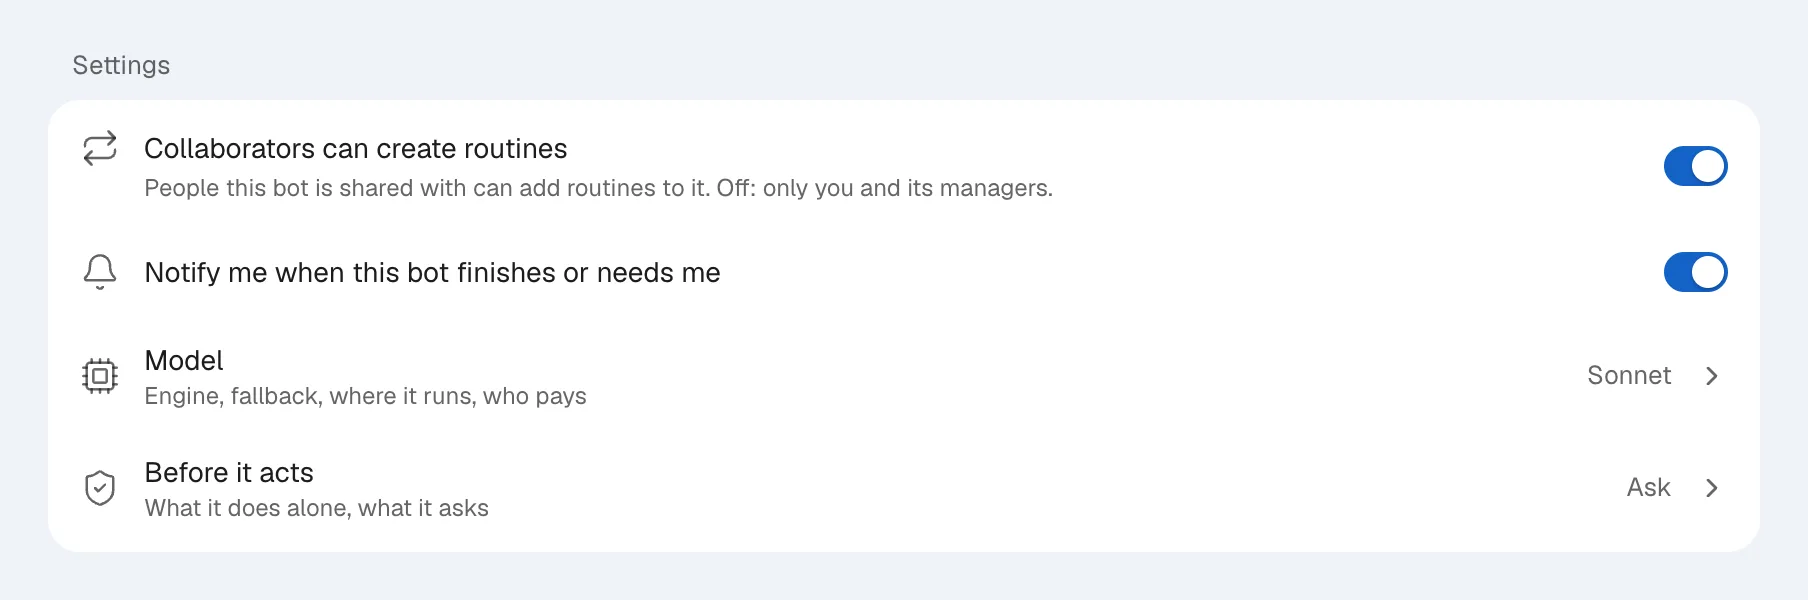 Settings
Collaborators can create routines
People this bot is shared with can add routines to it. Off: only you and its managers.
Notify me when this bot finishes or needs me
Model
Engine, fallback, where it runs, who pays
Sonnet
Before it acts
What it does alone, what it asks
Ask